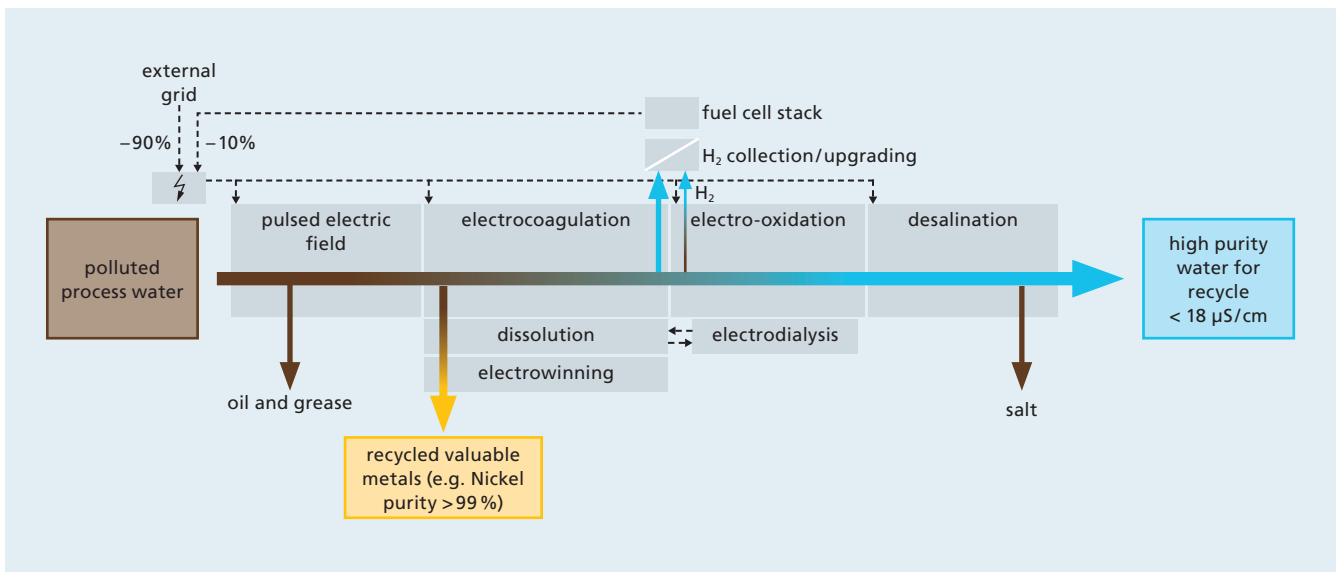 external
grid
fuel cell stack
–90%
–10%
H₂ collection/upgrading
H₂
pulsed electric
field
electrocoagulation
electro-oxidation
desalination
polluted
process water
high purity
water for
recycle
< 18 µS/cm
dissolution
electrodialysis
electrowinning
oil and grease
salt
recycled valuable
metals (e.g. Nickel
purity >99 %)